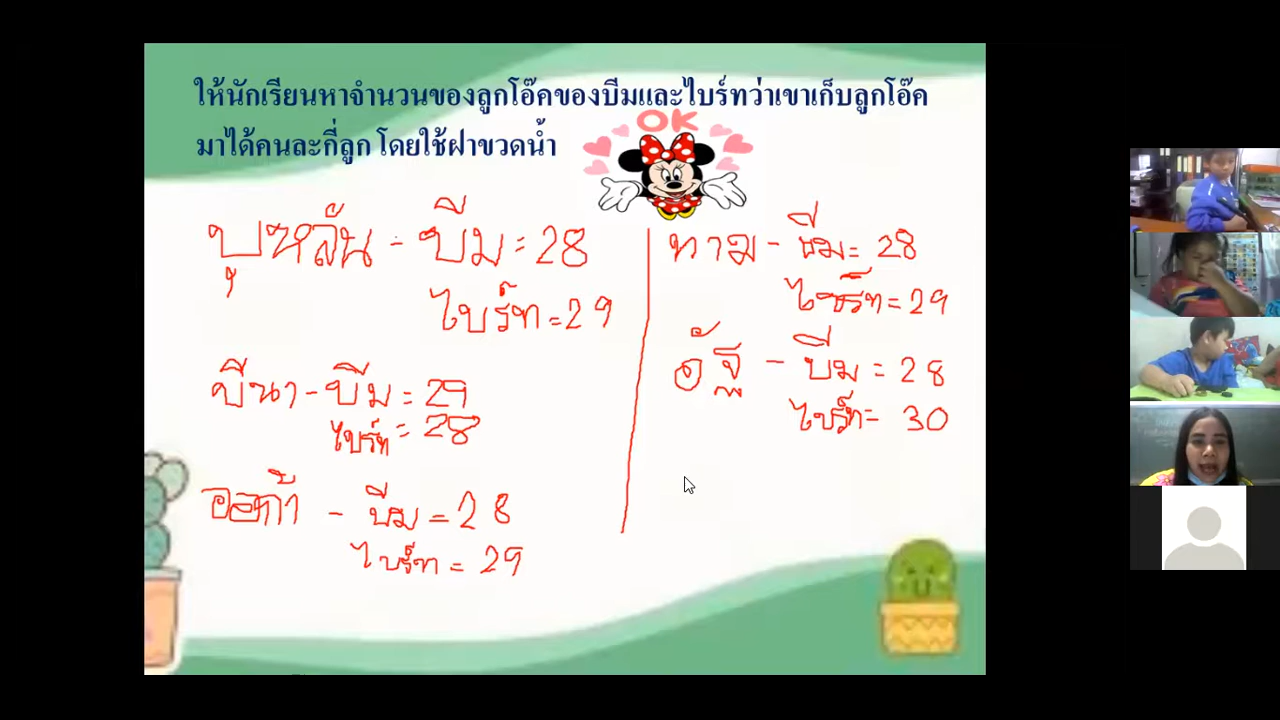 ให้นักเรียนหาจำนวนของลูกโอ๊คของบีมและไบร์ทว่าเขาเก็บลูกโอ๊ค
มาได้คนละกี่ลูก โดยใช้ฝาขวดน้ำ
OK
บุหลัน - บีม = 28
ไบร์ท = 29
บีนา - บีม = 29
ไบร์ท = 28
ออก้า - บีม = 28
ไบร์ท = 29
ทาม - บีม = 28
ไบร์ท = 29
อัฐ - บีม = 28
ไบร์ท = 30